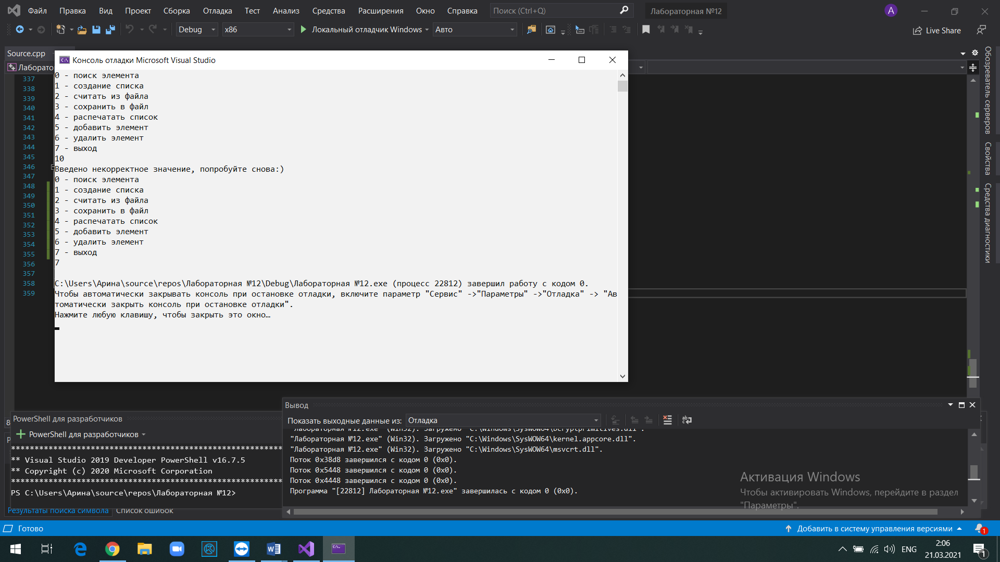 Файл Правка Вид Проект Сборка Отладка Тест Анализ Средства Расширения Окно Справка Поиск (Ctrl+Q) Лабораторная №12 A
Debug x86 Локальный отладчик Windows Авто Live Share
Source.cpp
Консоль отладки Microsoft Visual Studio
Лаборато
337
338
339
340
341
342
343
344
345
346
347
348
349
350
351
352
353
354
355
356
357
358
359
0 - поиск элемента
1 - создание списка
2 - считать из файла
3 - сохранить в файл
4 - распечатать список
5 - добавить элемент
6 - удалить элемент
7 - выход
10
Введено некорректное значение, попробуйте снова:)
0 - поиск элемента
1 - создание списка
2 - считать из файла
3 - сохранить в файл
4 - распечатать список
5 - добавить элемент
6 - удалить элемент
7 - выход
7
C:\Users\Арина\source\repos\Лабораторная №12\Debug\Лабораторная №12.exe (процесс 22812) завершил работу с кодом 0.
Чтобы автоматически закрывать консоль при остановке отладки, включите параметр "Сервис" ->"Параметры" ->"Отладка" -> "Ав
томатически закрыть консоль при остановке отладки".
Нажмите любую клавишу, чтобы закрыть это окно…
Обозреватель серверов
Свойства
Средства диагностики
PowerShell для разработчиков
PowerShell для разработчиков
**********************************************************
** Visual Studio 2019 Developer PowerShell v16.7.5
** Copyright (c) 2020 Microsoft Corporation
**********************************************************
PS C:\Users\Арина\source\repos\Лабораторная №12>
Результаты поиска символа Список ошибок
Вывод
Показать выходные данные из: Отладка
"Лабораторная №12.exe" (Win32). Загружено "C:\Windows\SysWOW64\bcryptprimitives.dll".
"Лабораторная №12.exe" (Win32). Загружено "C:\Windows\SysWOW64\kernel.appcore.dll".
"Лабораторная №12.exe" (Win32). Загружено "C:\Windows\SysWOW64\msvcrt.dll".
Поток 0x38d8 завершился с кодом 0 (0x0).
Поток 0x5448 завершился с кодом 0 (0x0).
Поток 0x4448 завершился с кодом 0 (0x0).
Программа "[22812] Лабораторная №12.exe" завершилась с кодом 0 (0x0).
Активация Windows
Чтобы активировать Windows, перейдите в раздел
"Параметры".
Готово Добавить в систему управления версиями 1
ENG 2:06
21.03.2021
1